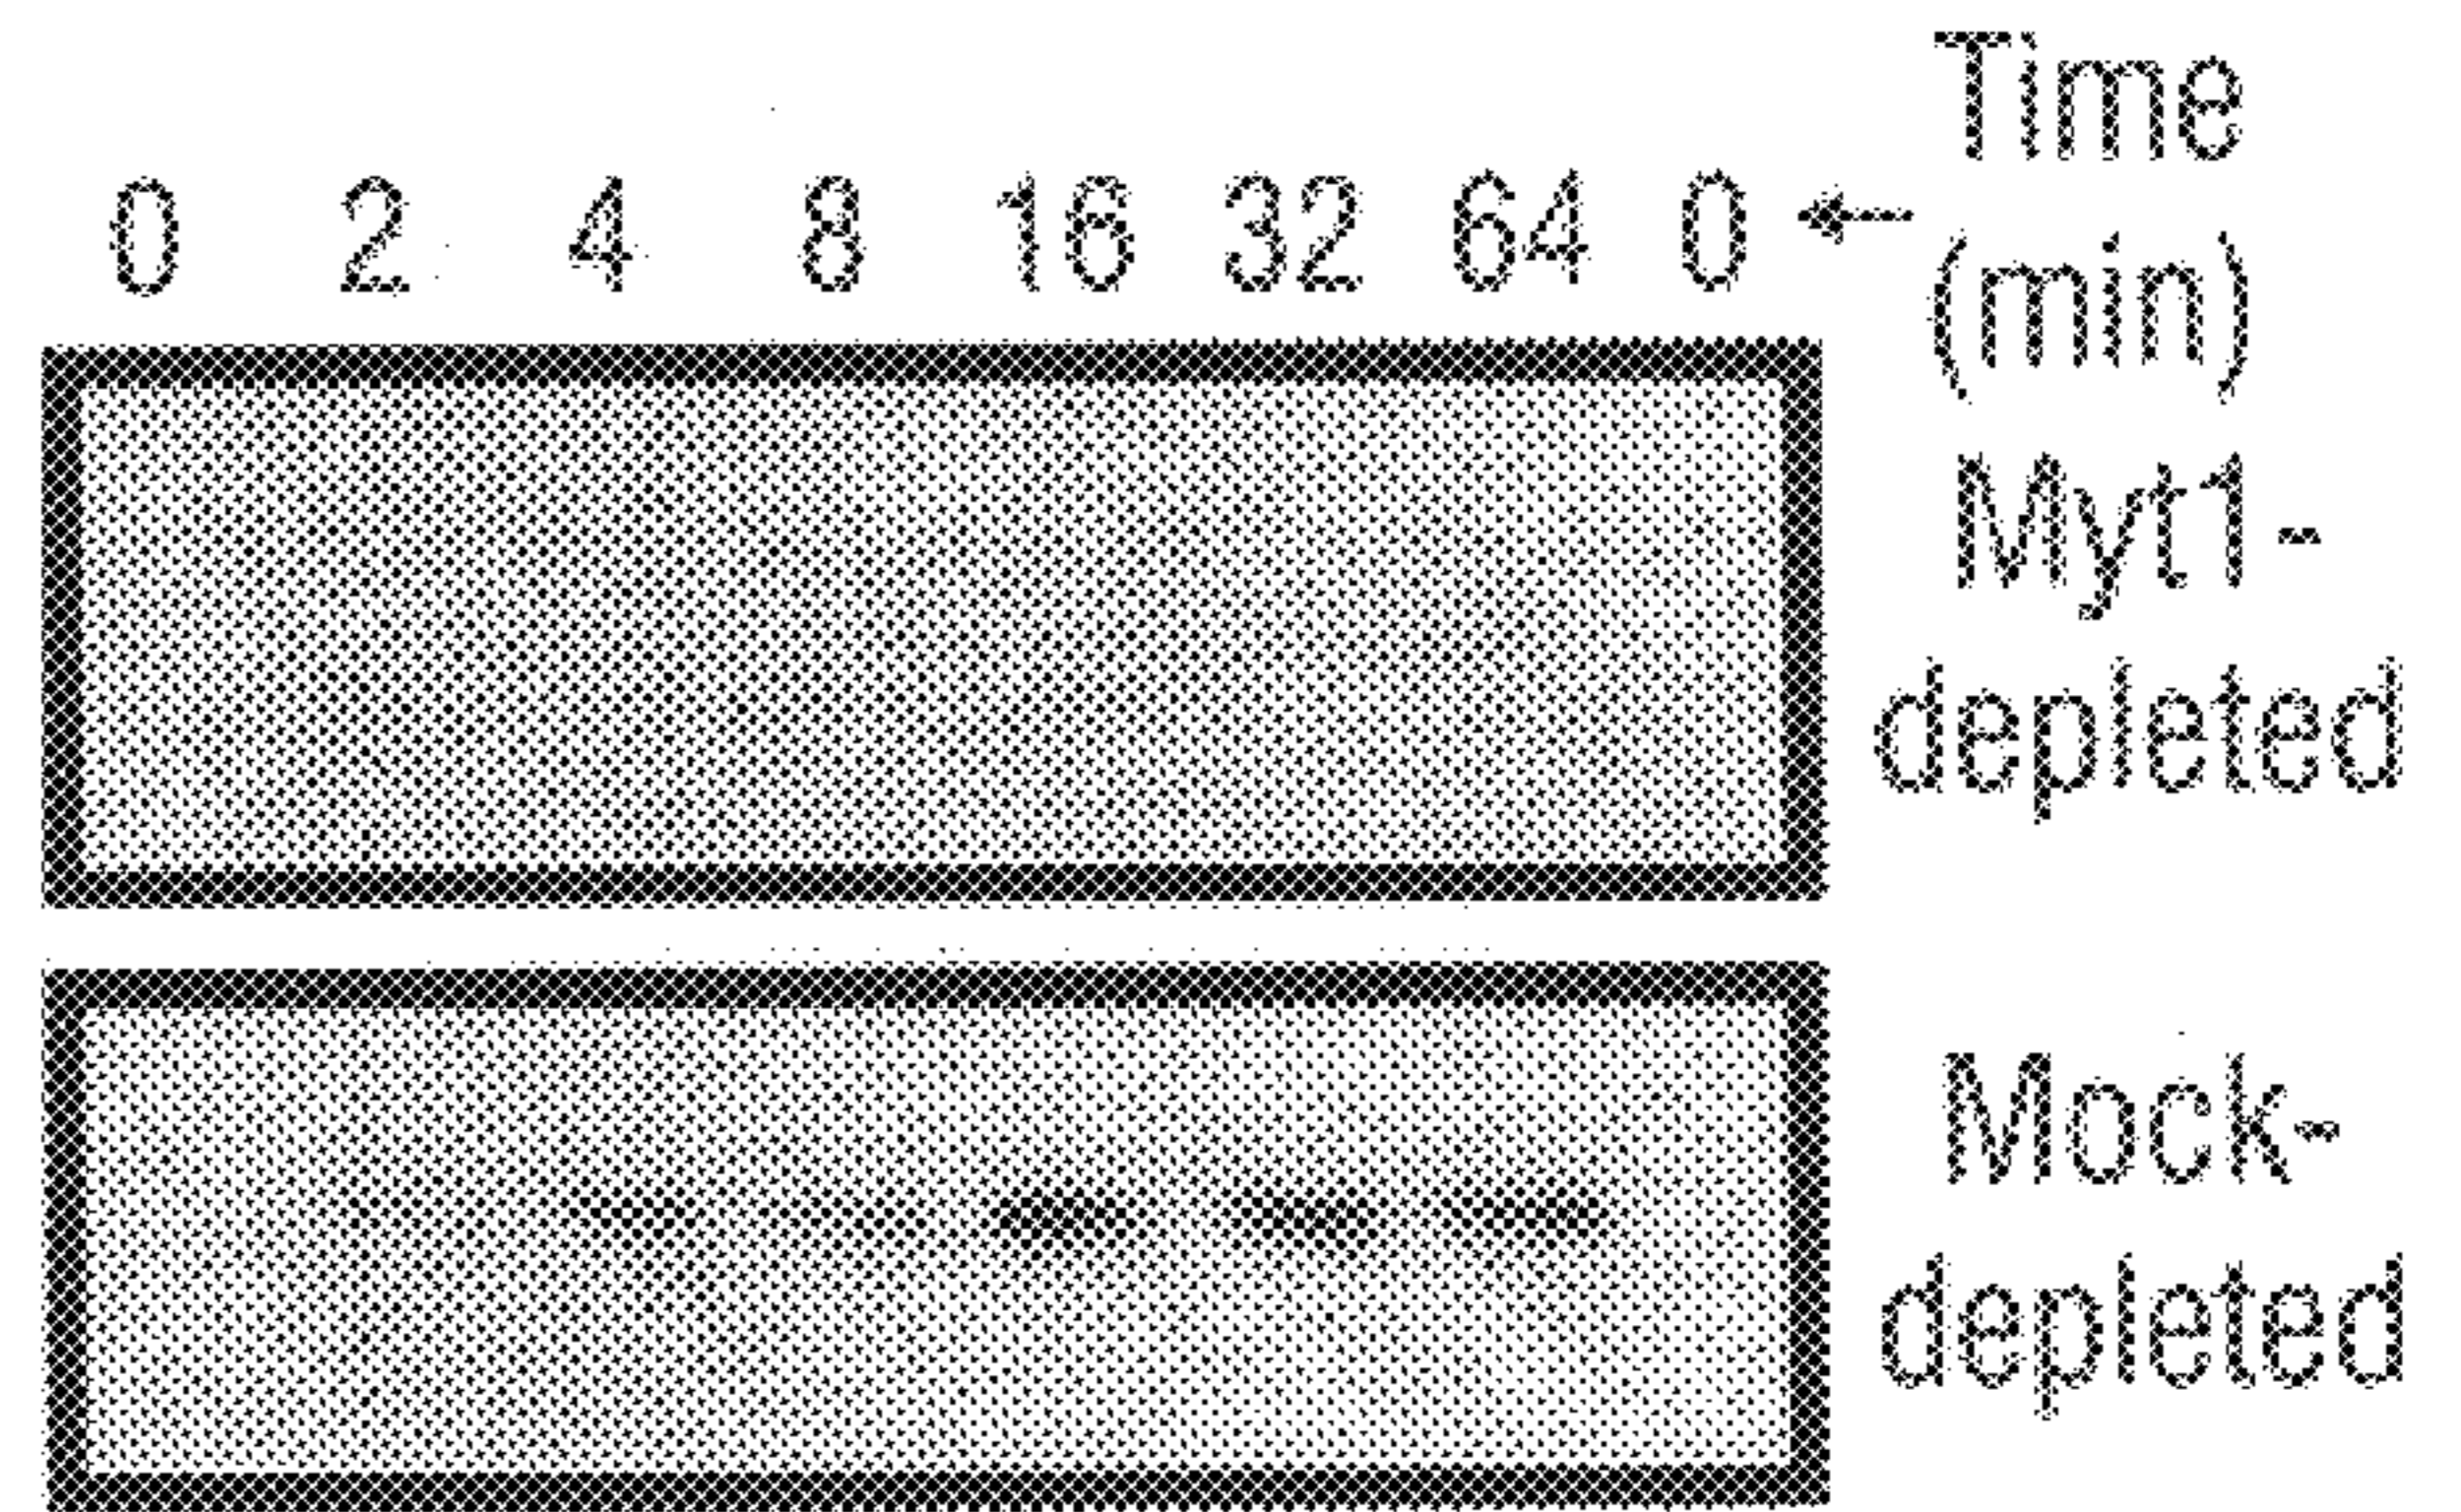 0 2 4 8 16 32 64 0 ← Time
(min)
Myt1-
depleted
Mock-
depleted